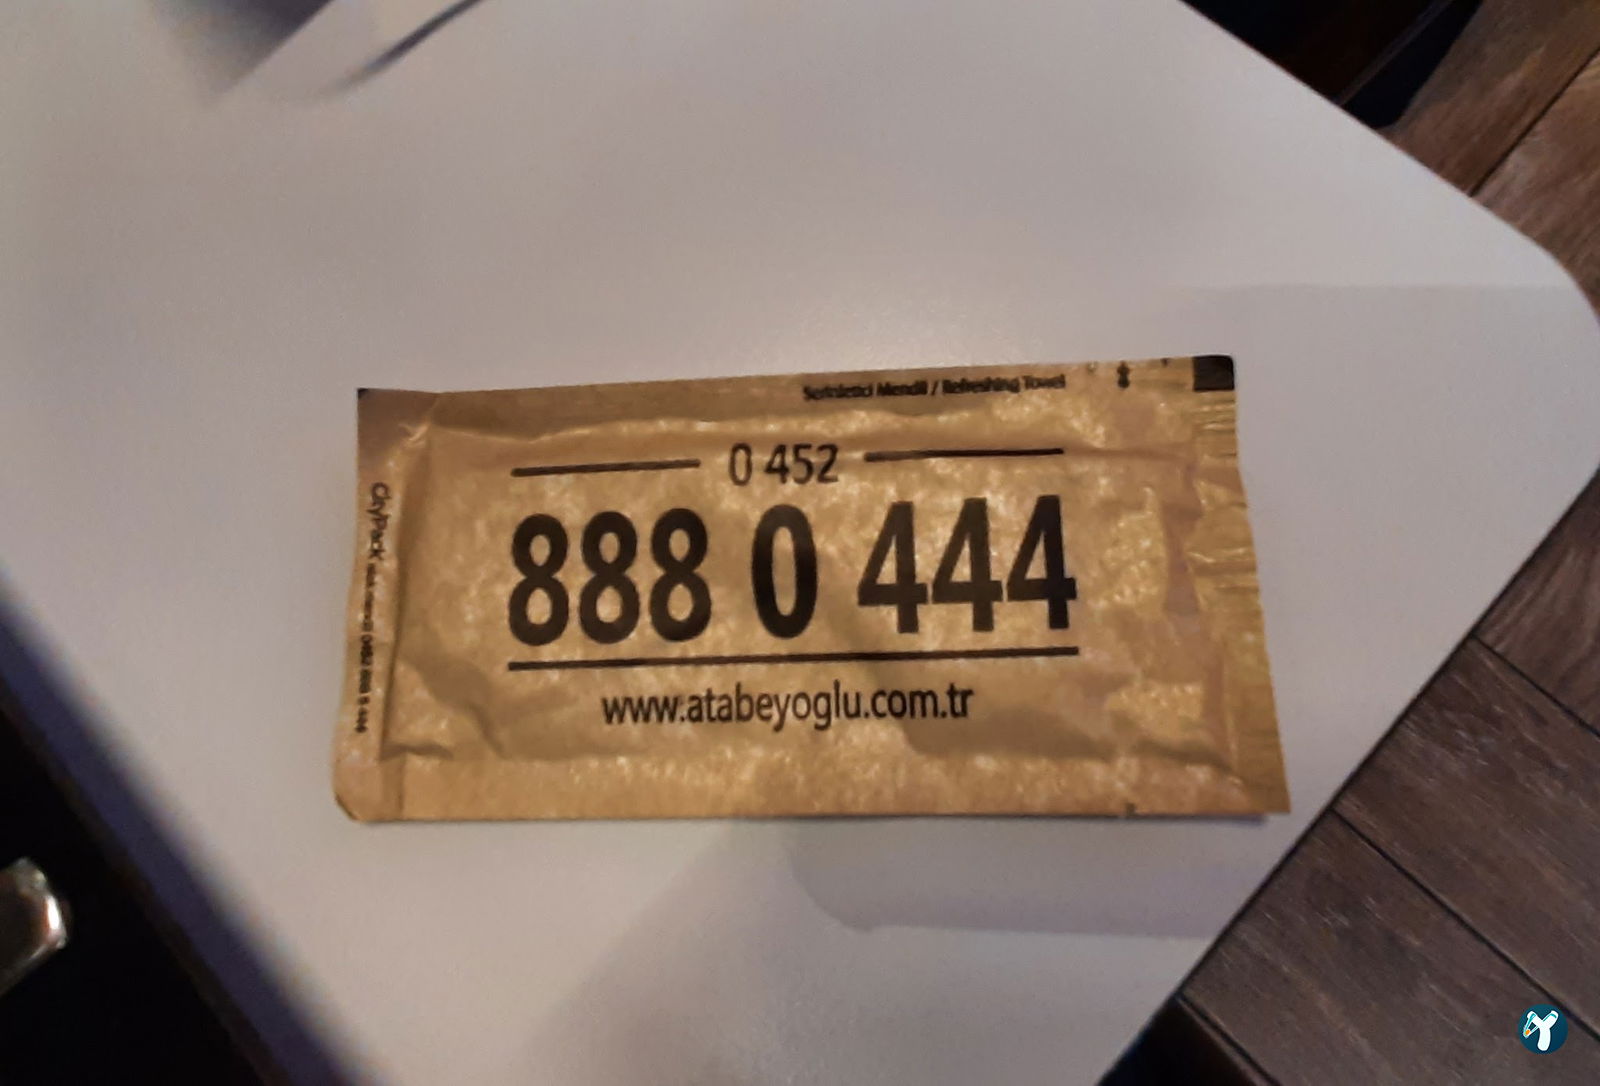 Serinletici Mendil / Refreshing Towel
0 452
888 0 444
www.atabeyoglu.com.tr
CityPack